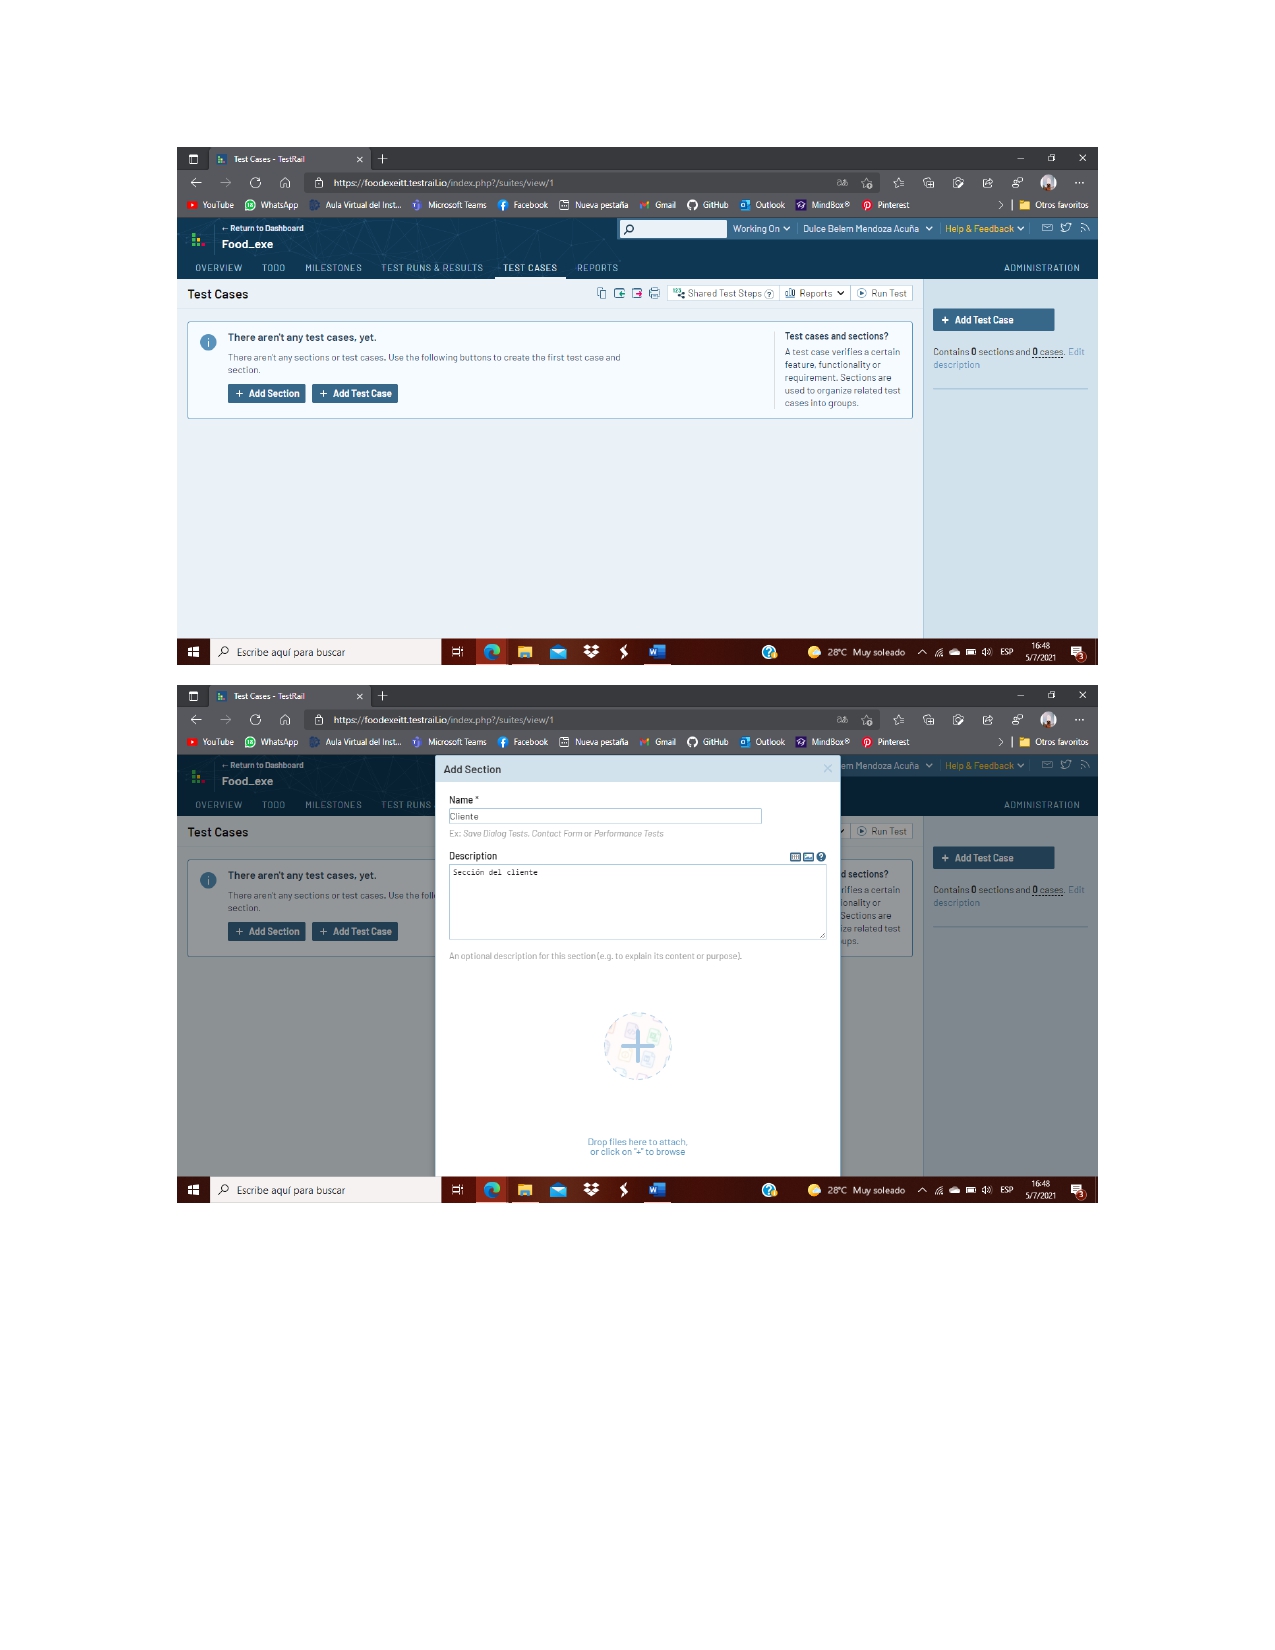 Test Cases - TestRail
https://foodexeitt.testrail.io/index.php?/suites/view/1
YouTube WhatsApp Aula Virtual del Inst... Microsoft Teams Facebook Nueva pestaña Gmail GitHub Outlook MindBox® Pinterest Otros favoritos
← Return to Dashboard
Working On Dulce Belem Mendoza Acuña Help & Feedback
Food_exe
OVERVIEW TODO MILESTONES TEST RUNS & RESULTS TEST CASES REPORTS ADMINISTRATION
Test Cases
Shared Test Steps ? Reports Run Test
+ Add Test Case
Contains 0 sections and 0 cases. Edit
description
There aren't any test cases, yet.
There aren't any sections or test cases. Use the following buttons to create the first test case and
section.
+ Add Section + Add Test Case
Test cases and sections?
A test case verifies a certain
feature, functionality or
requirement. Sections are
used to organize related test
cases into groups.
Escribe aquí para buscar
28°C Muy soleado
ESP
16:48
5/7/2021
3
Test Cases - TestRail
https://foodexeitt.testrail.io/index.php?/suites/view/1
YouTube WhatsApp Aula Virtual del Inst... Microsoft Teams Facebook Nueva pestaña Gmail GitHub Outlook MindBox® Pinterest Otros favoritos
← Return to Dashboard
em Mendoza Acuña Help & Feedback
Food_exe
OVERVIEW TODO MILESTONES TEST RUNS ADMINISTRATION
Test Cases
Run Test
+ Add Test Case
Contains 0 sections and 0 cases. Edit
description
There aren't any test cases, yet.
There aren't any sections or test cases. Use the foll
section.
+ Add Section + Add Test Case
d sections?
rifies a certain
ionality or
Sections are
ize related test
ups.
Add Section
Name *
Cliente
Ex: Save Dialog Tests, Contact Form or Performance Tests
Description
Sección del cliente
An optional description for this section (e.g. to explain its content or purpose).
Drop files here to attach,
or click on "+" to browse
Escribe aquí para buscar
28°C Muy soleado
ESP
16:48
5/7/2021
3